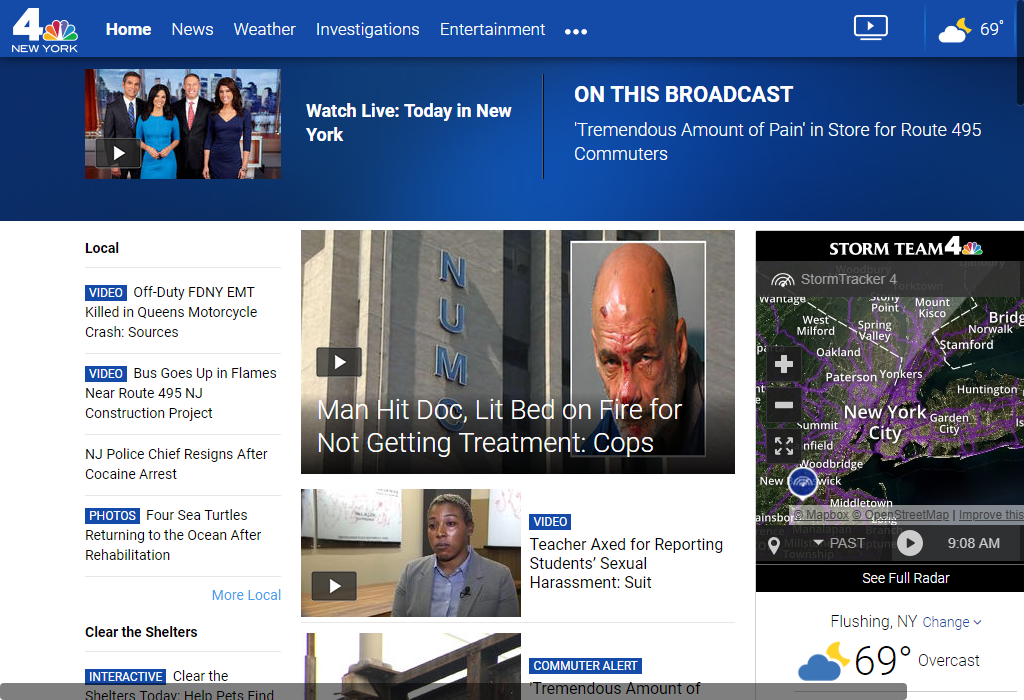 4
NEW YORK
Home
News
Weather
Investigations
Entertainment
69°
Watch Live: Today in New
York
ON THIS BROADCAST
'Tremendous Amount of Pain' in Store for Route 495
Commuters
Local
VIDEO Off-Duty FDNY EMT
Killed in Queens Motorcycle
Crash: Sources
VIDEO Bus Goes Up in Flames
Near Route 495 NJ
Construction Project
NJ Police Chief Resigns After
Cocaine Arrest
PHOTOS Four Sea Turtles
Returning to the Ocean After
Rehabilitation
More Local
Clear the Shelters
INTERACTIVE Clear the
Shelters Today: Help Pets Find
NUMC
Man Hit Doc, Lit Bed on Fire for
Not Getting Treatment: Cops
VIDEO
Teacher Axed for Reporting
Students' Sexual
Harassment: Suit
COMMUTER ALERT
'Tremendous Amount of
STORM TEAM 4
StormTracker 4
Woodbury
Yorktown
Wantage
Stony
Point
Mount
Kisco
West
Milford
Spring
Valley
Norwalk
Stamford
Oakland
Paterson
Yonkers
Huntington
New York
City
Garden
City
Summit
Woodbridge
Middletown
© Mapbox © OpenStreetMap | Improve this
PAST
9:08 AM
See Full Radar
Flushing, NY Change
69° Overcast